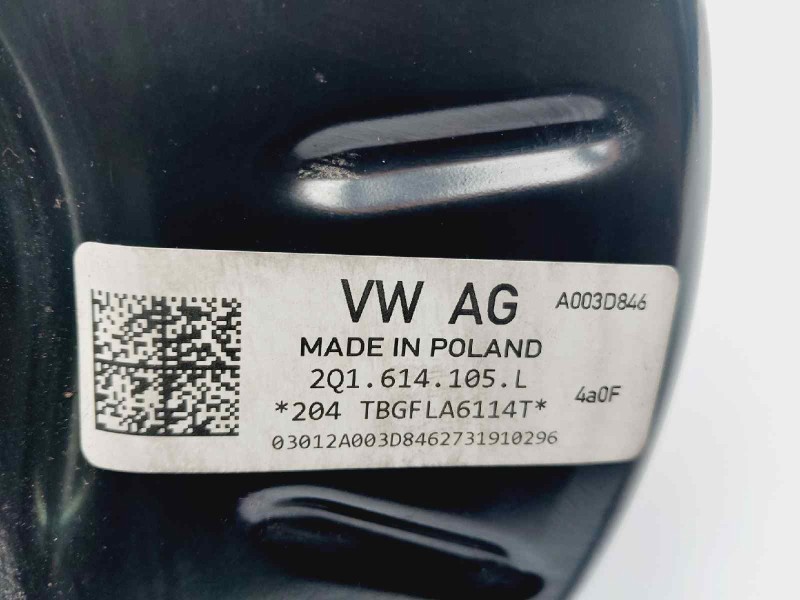 VW AG A003D846
MADE IN POLAND
2Q1.614.105.L
4a0F
*204 TBGFLA6114T*
03012A003D8462731910296